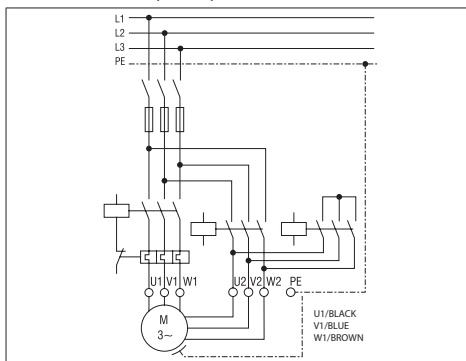 L1
L2
L3
PE
U1 V1 W1
U2 V2 W2 PE
M
3~
U1/BLACK
V1/BLUE
W1/BROWN